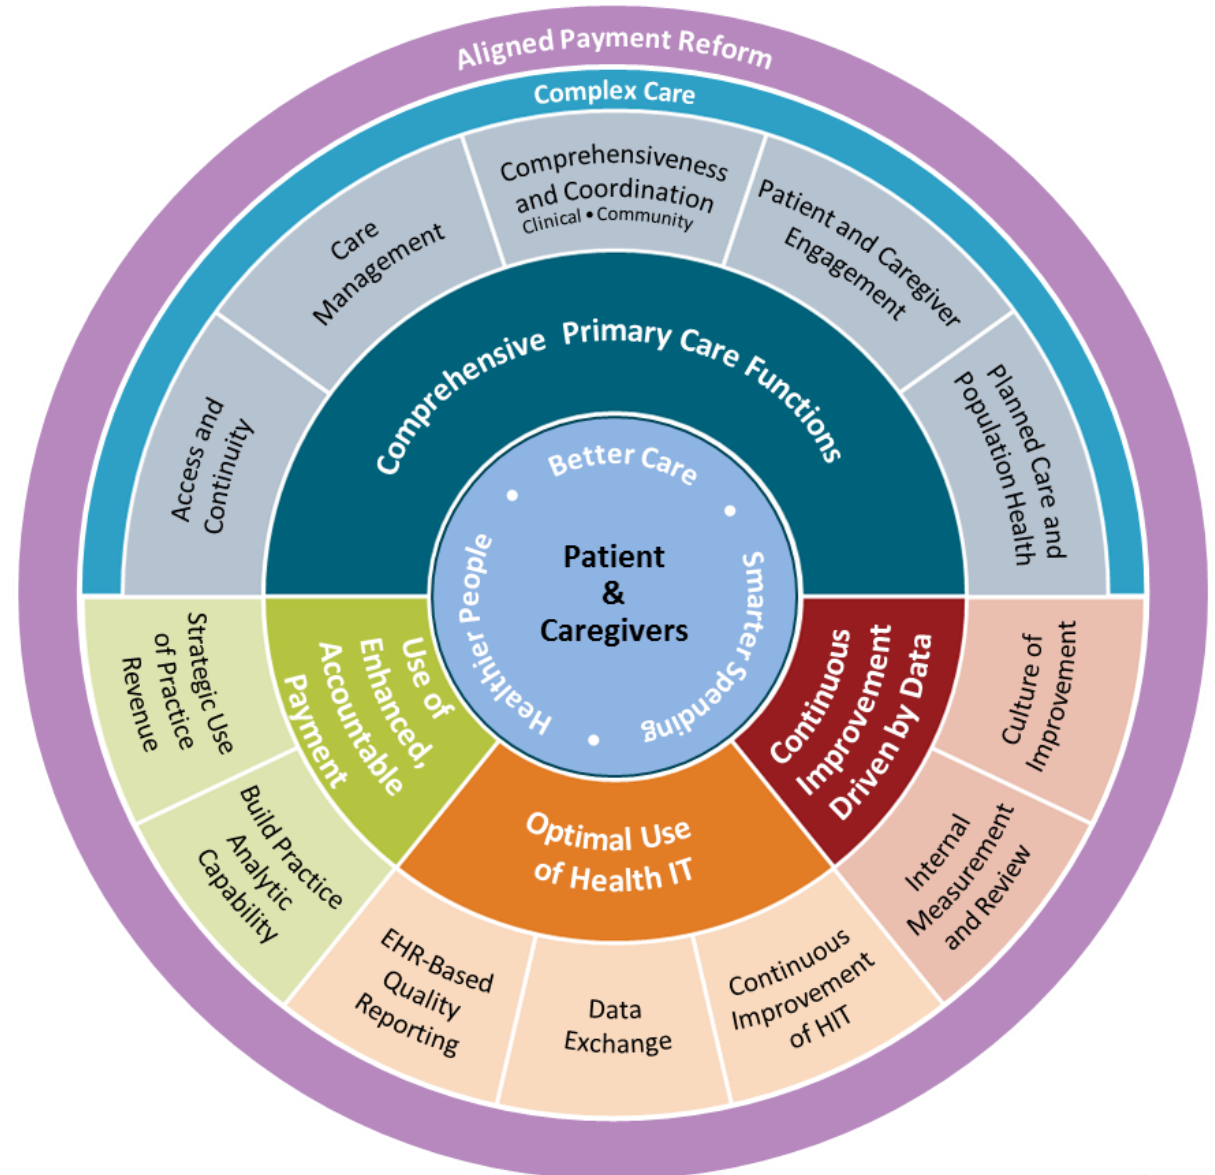 Aligned Payment Reform
Complex Care
Comprehensiveness
and Coordination
Clinical • Community
Care
Management
Patient and Caregiver
Engagement
Access and
Continuity
Planned Care and
Population Health
Comprehensive Primary Care Functions
Better Care
•
Smarter Spending
•
Healthier People
•
Patient
&
Caregivers
Use of
Enhanced,
Accountable
Payment
Strategic Use
of Practice
Revenue
Build Practice
Analytic
Capability
Optimal Use
of Health IT
EHR-Based
Quality
Reporting
Data
Exchange
Continuous
Improvement
of HIT
Continuous
Improvement
Driven by Data
Culture of
Improvement
Internal
Measurement
and Review